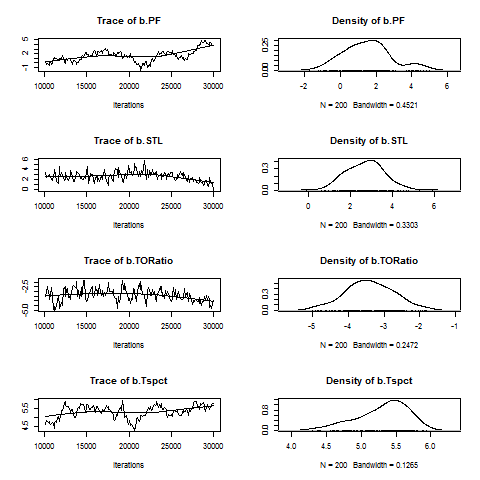 Trace of b.PF
5
-1
10000 15000 20000 25000 30000
Iterations
Density of b.PF
0.25
0.00
-2 0 2 4 6
N = 200 Bandwidth = 0.4521
Trace of b.STL
6
4
2
0
10000 15000 20000 25000 30000
Iterations
Density of b.STL
0.3
0.0
0 2 4 6
N = 200 Bandwidth = 0.3303
Trace of b.TORatio
-2.5
-5.0
10000 15000 20000 25000 30000
Iterations
Density of b.TORatio
0.3
0.0
-5 -4 -3 -2 -1
N = 200 Bandwidth = 0.2472
Trace of b.Tspct
5.5
4.5
10000 15000 20000 25000 30000
Iterations
Density of b.Tspct
0.8
0.0
4.0 4.5 5.0 5.5 6.0
N = 200 Bandwidth = 0.1265